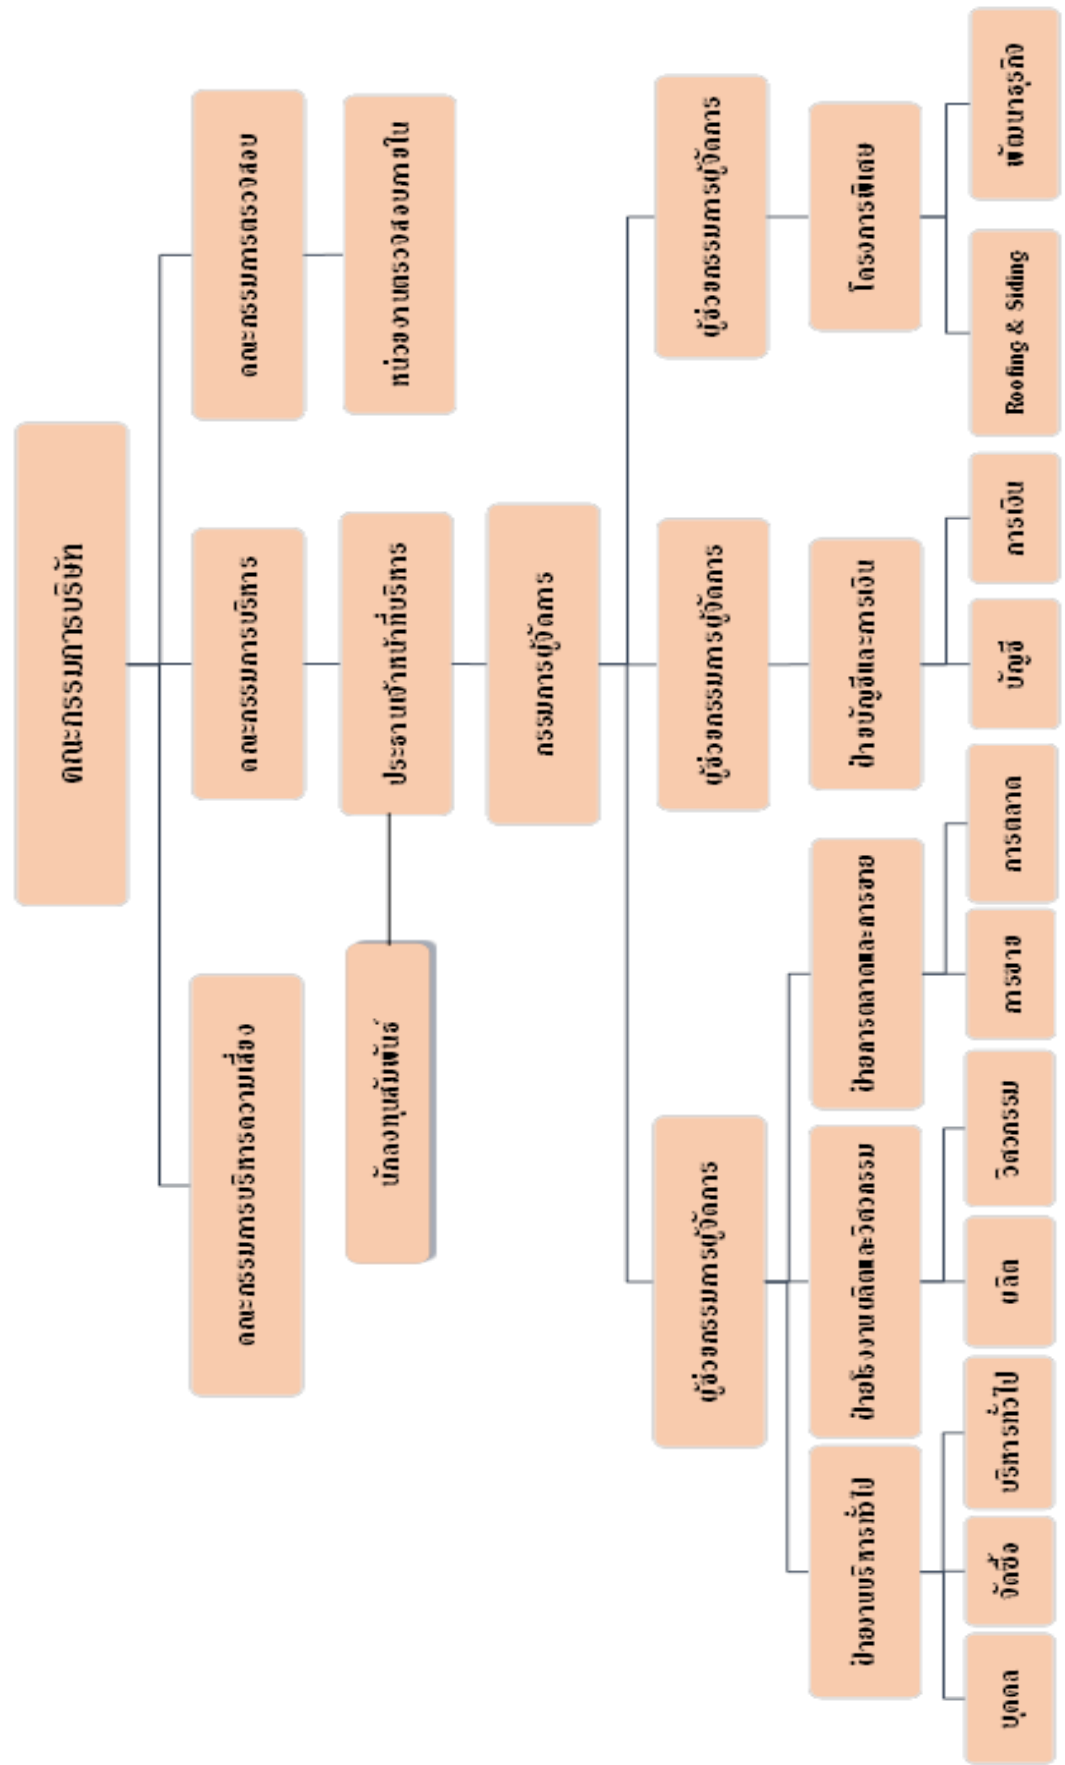 คณะกรรมการบริษัท
คณะกรรมการบริหารความเสี่ยง
คณะกรรมการบริหาร
คณะกรรมการตรวจสอบ
นักลงทุนสัมพันธ์
ประธานเจ้าหน้าที่บริหาร
หน่วยงานตรวจสอบภายใน
กรรมการผู้จัดการ
ผู้ช่วยกรรมการผู้จัดการ
ผู้ช่วยกรรมการผู้จัดการ
ผู้ช่วยกรรมการผู้จัดการ
ฝ่ายงานบริหารทั่วไป
ฝ่ายโรงงานผลิตและวิศวกรรม
ฝ่ายการตลาดและการขาย
ฝ่ายบัญชีและการเงิน
โครงการพิเศษ
บุคคล
จัดซื้อ
บริหารทั่วไป
ผลิต
วิศวกรรม
การขาย
การตลาด
บัญชี
การเงิน
Roofing & Siding
พัฒนาธุรกิจ